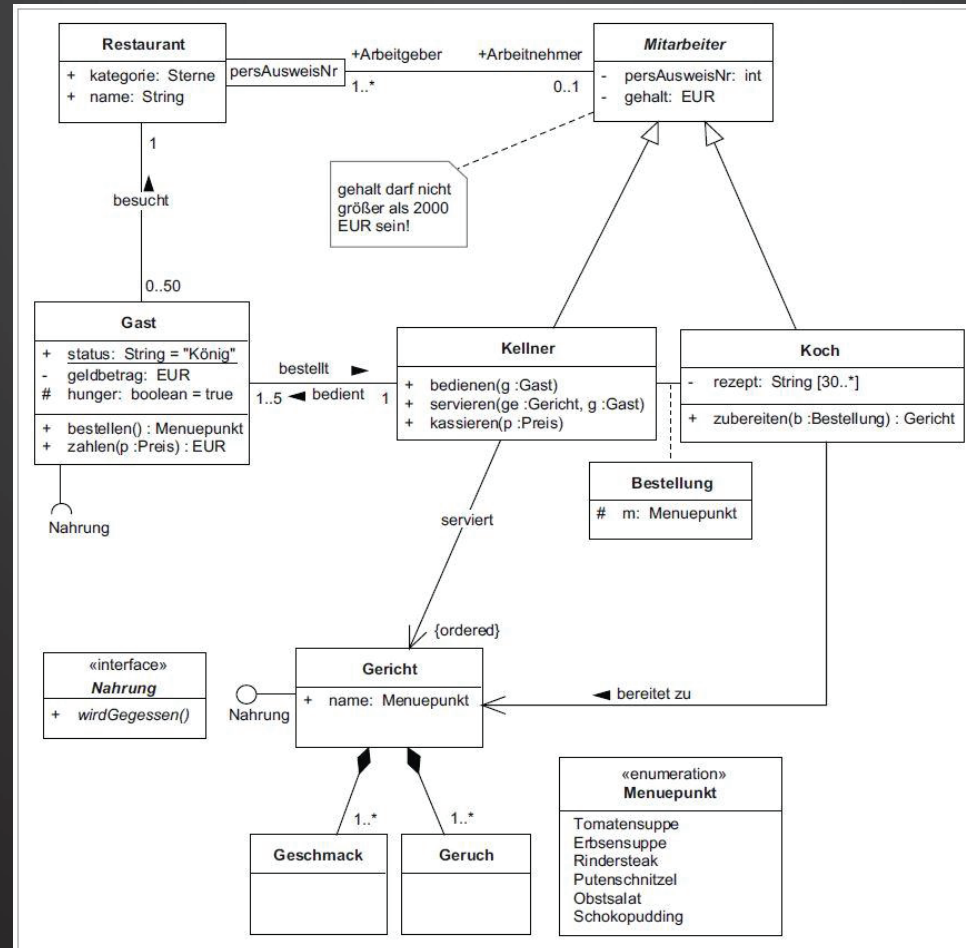 Restaurant
+ kategorie: Sterne
+ name: String
persAusweisNr
+Arbeitgeber
1..*
+Arbeitnehmer
0..1
Mitarbeiter
- persAusweisNr: int
- gehalt: EUR
gehalt darf nicht
größer als 2000
EUR sein!
1
besucht
0..50
Gast
+ status: String = "König"
- geldbetrag: EUR
# hunger: boolean = true
+ bestellen() : Menuepunkt
+ zahlen(p :Preis) : EUR
Nahrung
bestellt
1..5
bedient
1
Kellner
+ bedienen(g :Gast)
+ servieren(ge :Gericht, g :Gast)
+ kassieren(p :Preis)
Koch
- rezept: String [30..*]
+ zubereiten(b :Bestellung) : Gericht
Bestellung
# m: Menuepunkt
serviert
{ordered}
«interface»
Nahrung
+ wirdGegessen()
Nahrung
Gericht
+ name: Menuepunkt
bereitet zu
1..*
1..*
Geschmack
Geruch
«enumeration»
Menuepunkt
Tomatensuppe
Erbsensuppe
Rindersteak
Putenschnitzel
Obstsalat
Schokopudding